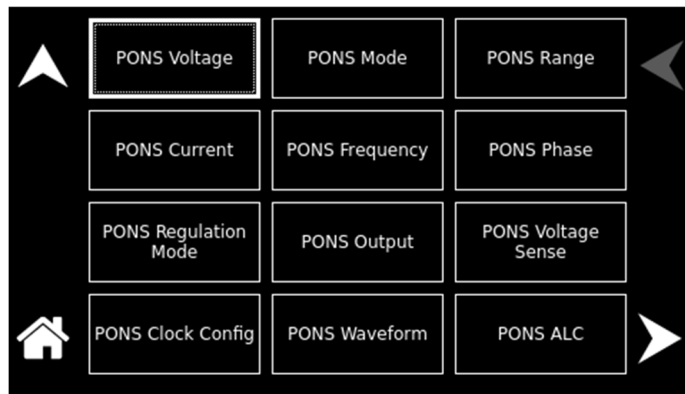 PONS Voltage
PONS Mode
PONS Range
PONS Current
PONS Frequency
PONS Phase
PONS Regulation
Mode
PONS Output
PONS Voltage
Sense
PONS Clock Config
PONS Waveform
PONS ALC